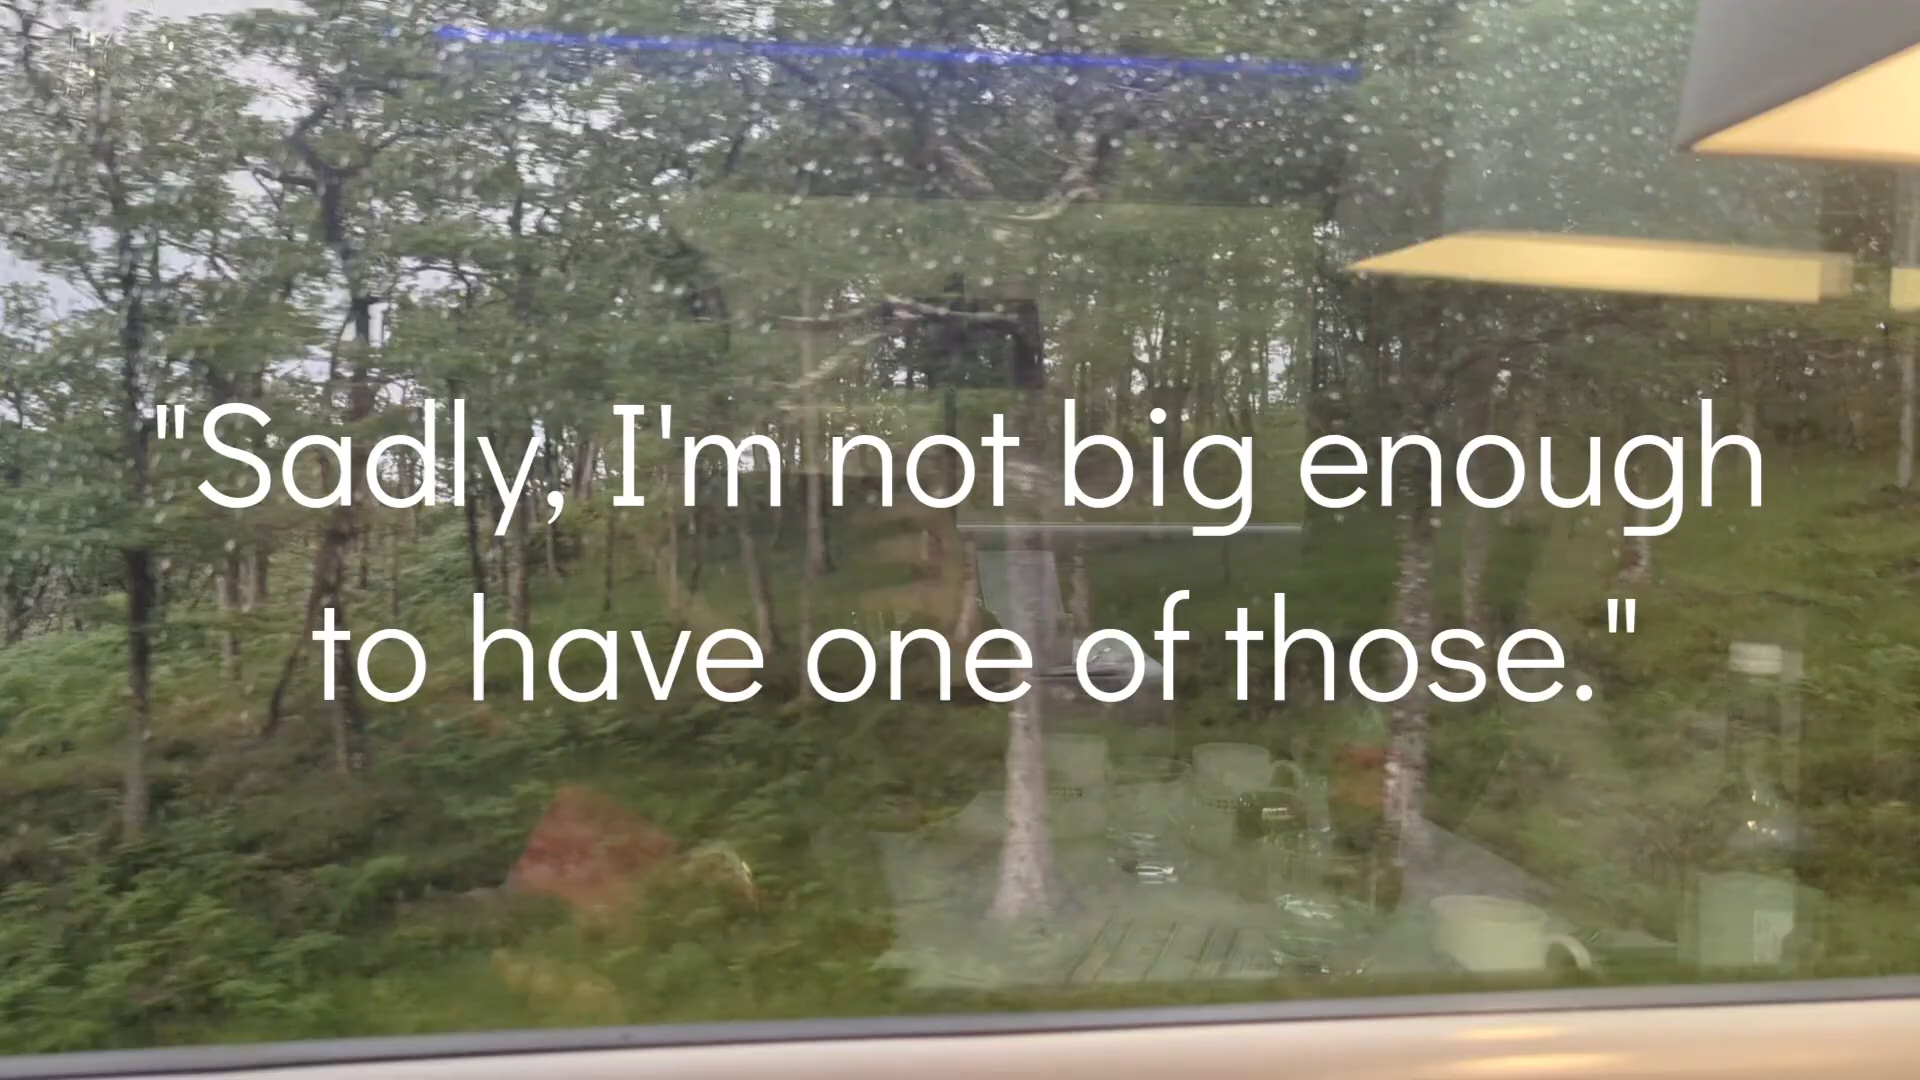 "Sadly, I'm not big enough
to have one of those."